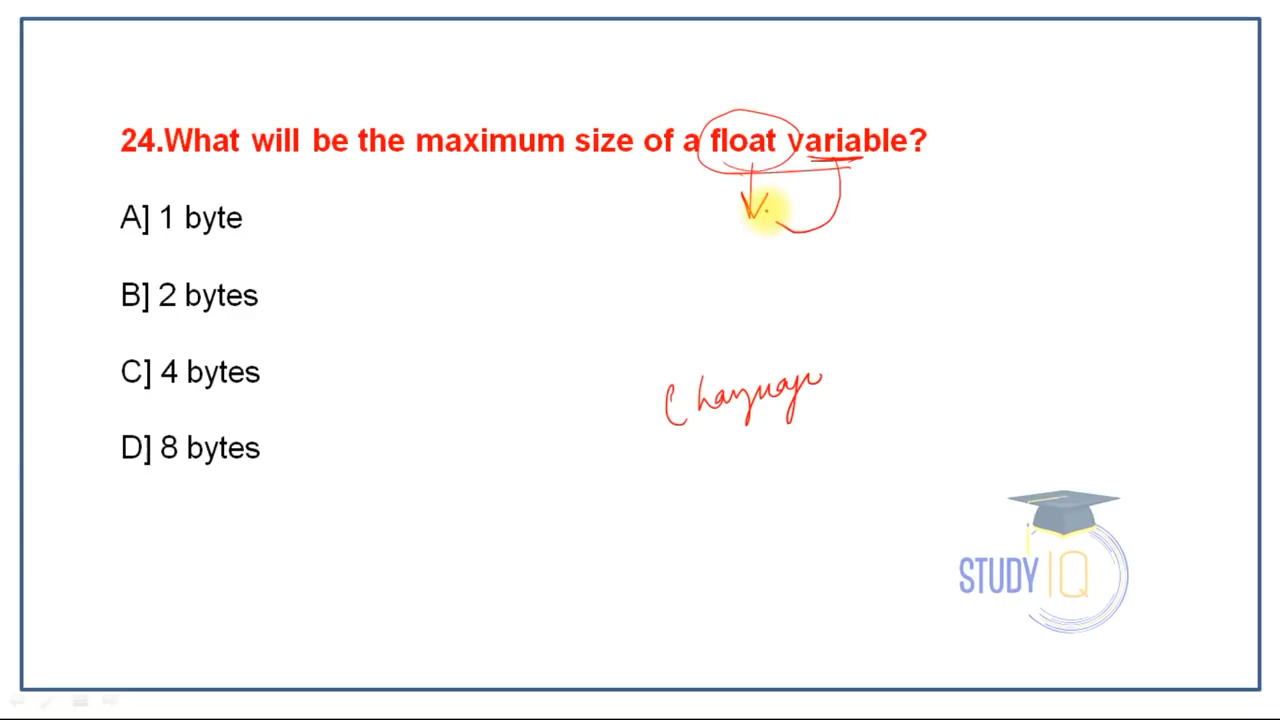 24.What will be the maximum size of a float variable?
A] 1 byte
B] 2 bytes
C] 4 bytes
D] 8 bytes
C Language
STUDY IQ